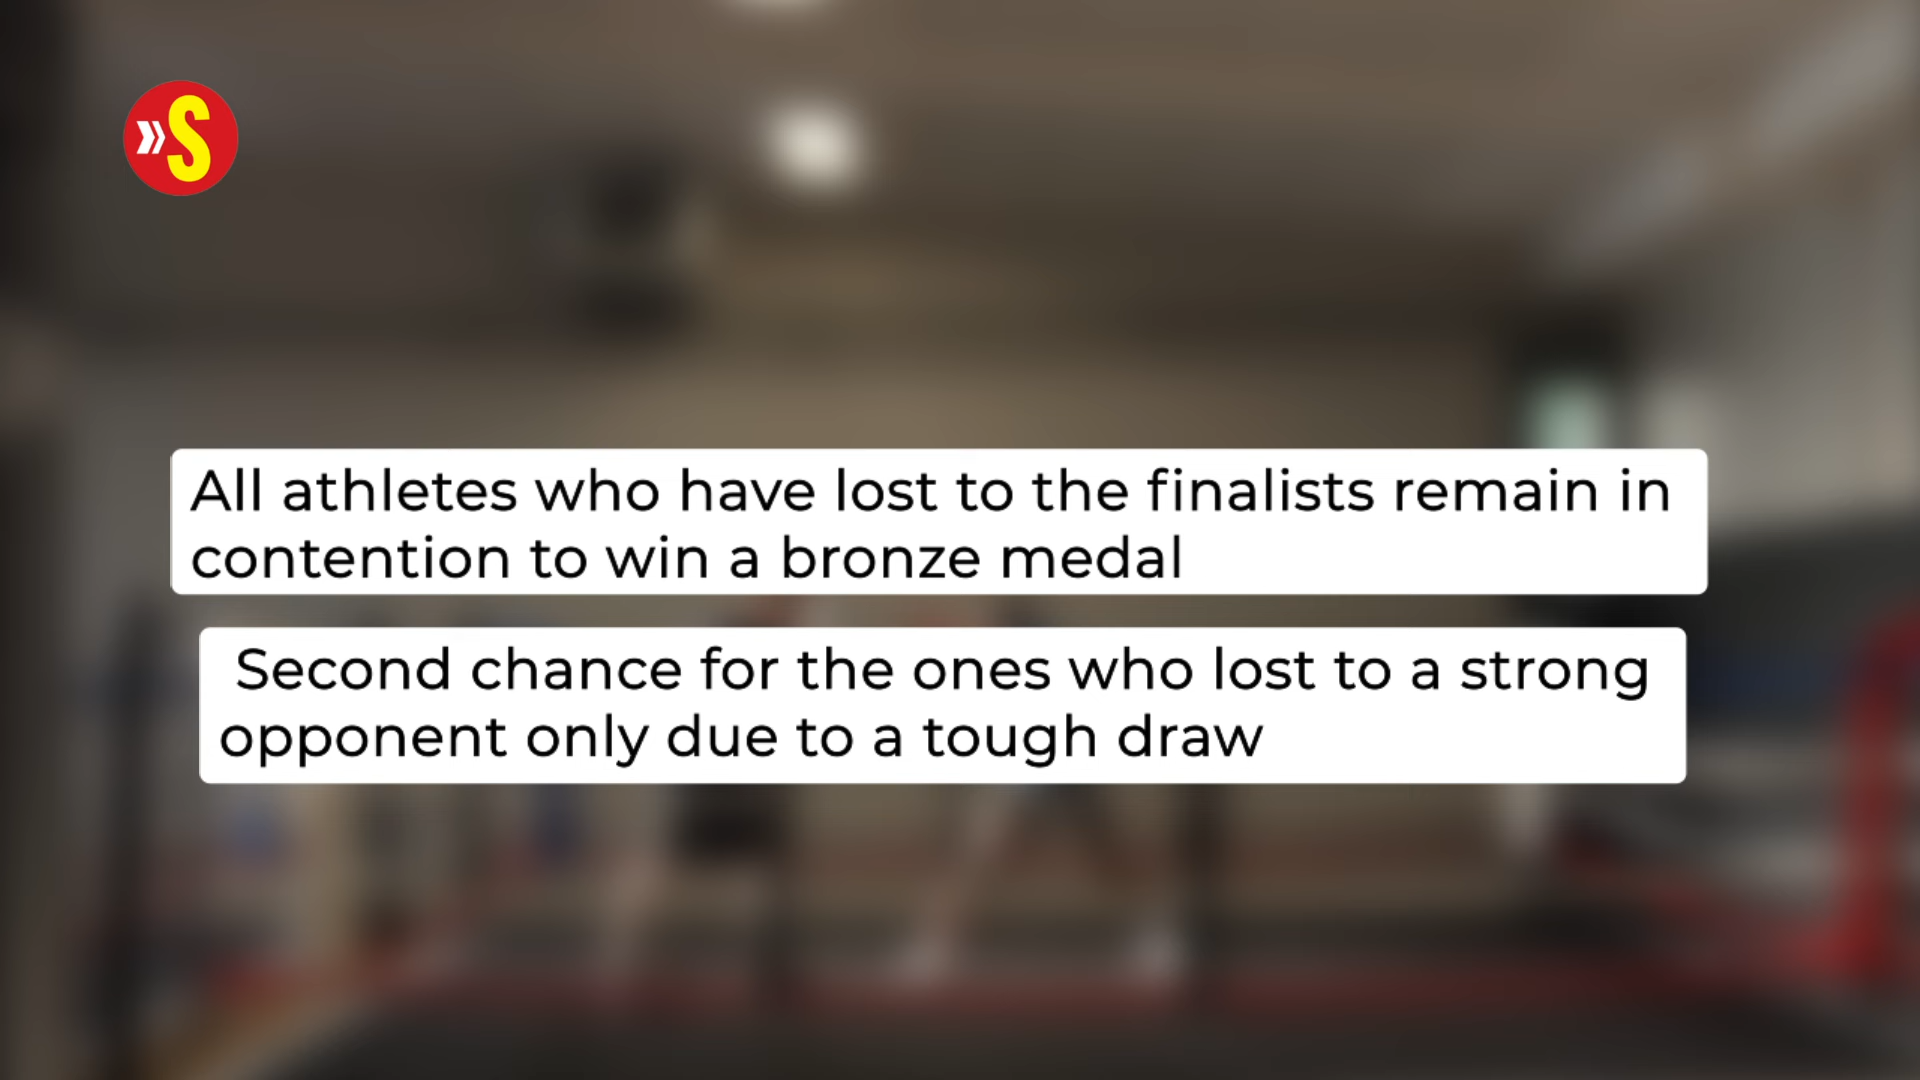 »S
All athletes who have lost to the finalists remain in
contention to win a bronze medal
Second chance for the ones who lost to a strong
opponent only due to a tough draw